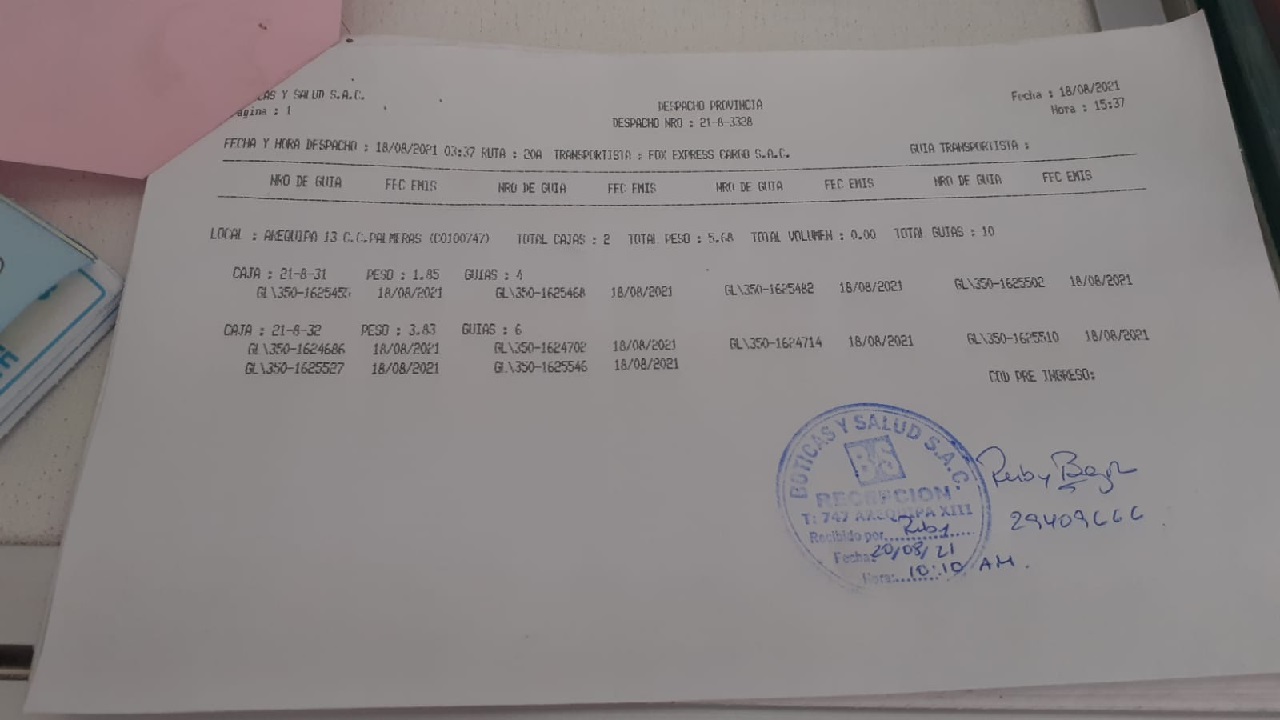 CAS Y SALUD S.A.C.
Fecha : 18/08/2021
ágina : 1
DESPACHO PROVINCIA
Hora : 15:37
DESPACHO NRO : 21-8-3328
FECHA Y HORA DESPACHO : 18/08/2021 03:37 RUTA : 20A TRANSPORTISTA : FOX EXPRESS CARGO S.A.C. GUIA TRANSPORTISTA :
NRO DE GUIA FEC EMIS NRO DE GUIA FEC EMIS NRO DE GUIA FEC EMIS NRO DE GUIA FEC EMIS
LOCAL : AREQUIPA 13 C.C.PALMERAS (C0100747) TOTAL CAJAS : 2 TOTAL PESO : 5.68 TOTAL VOLUMEN : 0.00 TOTAL GUIAS : 10
CAJA : 21-8-31 PESO : 1.85 GUIAS : 4
18/08/2021 GL\350-1625468 18/08/2021 GL\350-1625482 18/08/2021 GL\350-1625502 18/08/2021
CAJA : 21-8-32 PESO : 3.83 GUIAS : 6
GL\350-1624686 18/08/2021 GL\350-1624702 18/08/2021 GL\350-1624714 18/08/2021 GL\350-1625510 18/08/2021
GL\350-1625527 18/08/2021 GL\350-1625546 18/08/2021
COD PRE INGRESO:
BOTICAS Y SALUD S.A.C.
BS
RECEPCION
T: 747 AREQUIPA XIII
Recibido por Ruby
Fecha: 20/08/21
Hora: 10:10 AM.
Ruby
29409666